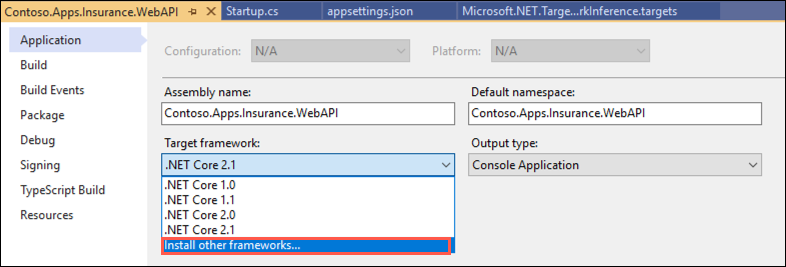 Contoso.Apps.Insurance.WebAPI Startup.cs appsettings.json Microsoft.NET.Targe...rkInference.targets
Application
Configuration: N/A Platform: N/A
Build
Build Events
Assembly name: Default namespace:
Package
Contoso.Apps.Insurance.WebAPI Contoso.Apps.Insurance.WebAPI
Debug
Target framework: Output type:
Signing
.NET Core 2.1 Console Application
TypeScript Build
.NET Core 1.0
.NET Core 1.1
Resources
.NET Core 2.0
.NET Core 2.1
Install other frameworks...